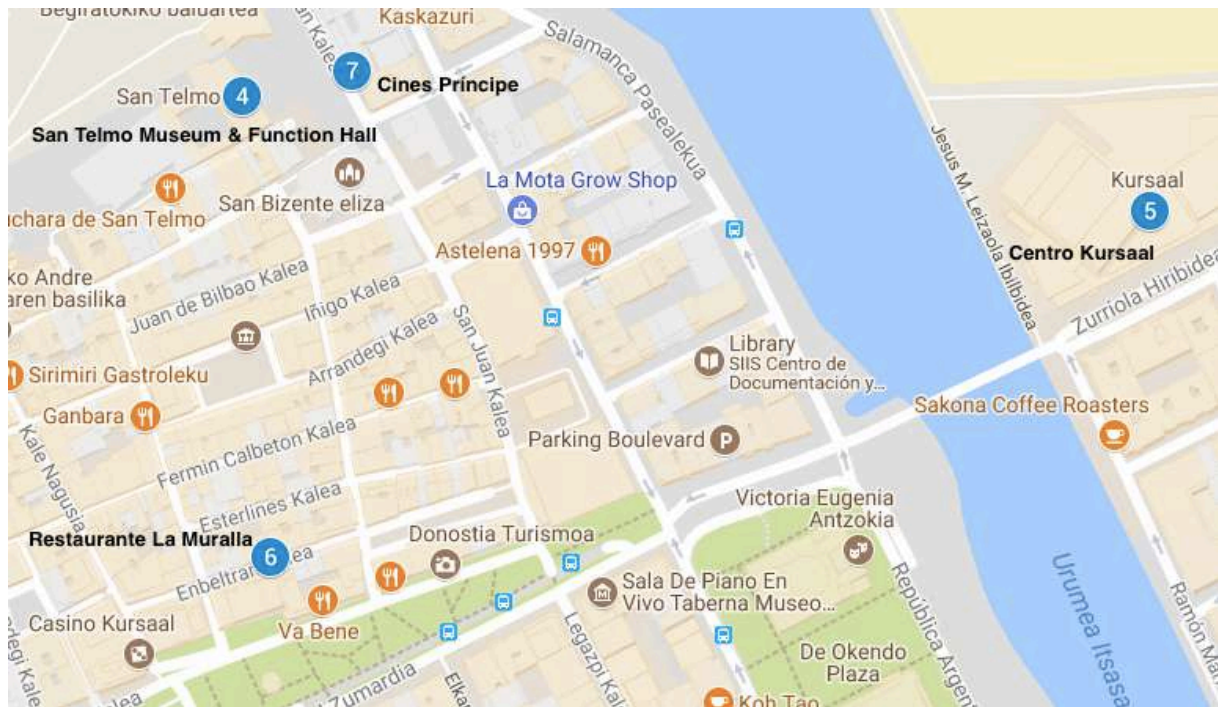 Begiratokiko baluartea
Kaskazuri
Salamanca Pasealekua
7
Cines Príncipe
San Telmo
4
San Telmo Museum & Function Hall
San Bizente eliza
La Mota Grow Shop
Astelena 1997
Jesus M. Leizaola Ibilbidea
Kursaal
5
Centro Kursaal
Zurriola Hiribidea
de San Telmo
Andre
basilika
Juan de Bilbao Kalea
Iñigo Kalea
Arrandegi Kalea
San Juan Kalea
Sirimiri Gastroleku
Ganbara
Library
SIIS Centro de
Documentación y...
Sakona Coffee Roasters
Parking Boulevard
P
Kale Nagusia
Fermin Calbeton Kalea
Esterlines Kalea
Victoria Eugenia
Antzokia
Restaurante La Muralla
6
Donostia Turismoa
Va Bene
Casino Kursaal
Sala De Piano En
Vivo Taberna Museo...
Legazpi
De Okendo
Plaza
República
Urumea Itsasa
Ramón
Zumardia
Koh Tao